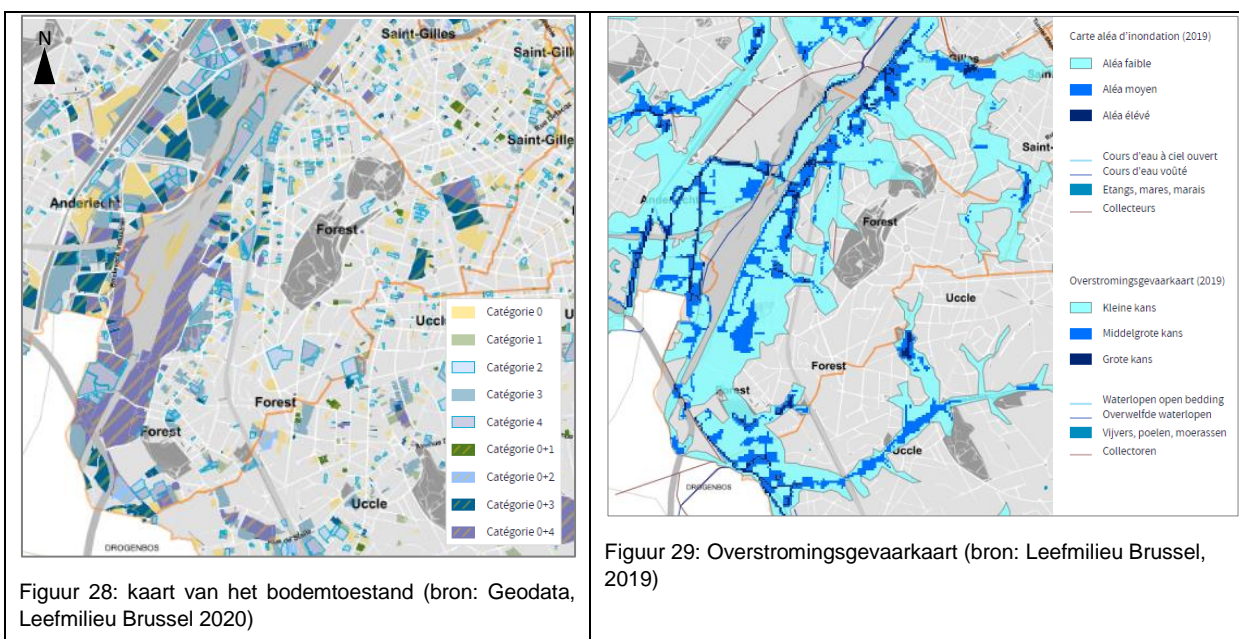 N
Saint-Gilles
Saint-Gill
Saint-Gille
Anderlecht
Forest
Uccle
Forest
Forest
Uccle
DROGENBOS
Catégorie 0
Catégorie 1
Catégorie 2
Catégorie 3
Catégorie 4
Catégorie 0+1
Catégorie 0+2
Catégorie 0+3
Catégorie 0+4
Figuur 28: kaart van het bodemtoestand (bron: Geodata,
Leefmilieu Brussel 2020)
Saint-
Forest
Uccle
Forest
Forest
Uccle
DROGENBOS
Carte aléa d'inondation (2019)
Aléa faible
Aléa moyen
Aléa élévé
Cours d'eau à ciel ouvert
Cours d'eau voûté
Etangs, mares, marais
Collecteurs
Overstromingsgevaarkaart (2019)
Kleine kans
Middelgrote kans
Grote kans
Waterlopen open bedding
Overwelfde waterlopen
Vijvers, poelen, moerassen
Collectoren
Figuur 29: Overstromingsgevaarkaart (bron: Leefmilieu Brussel,
2019)